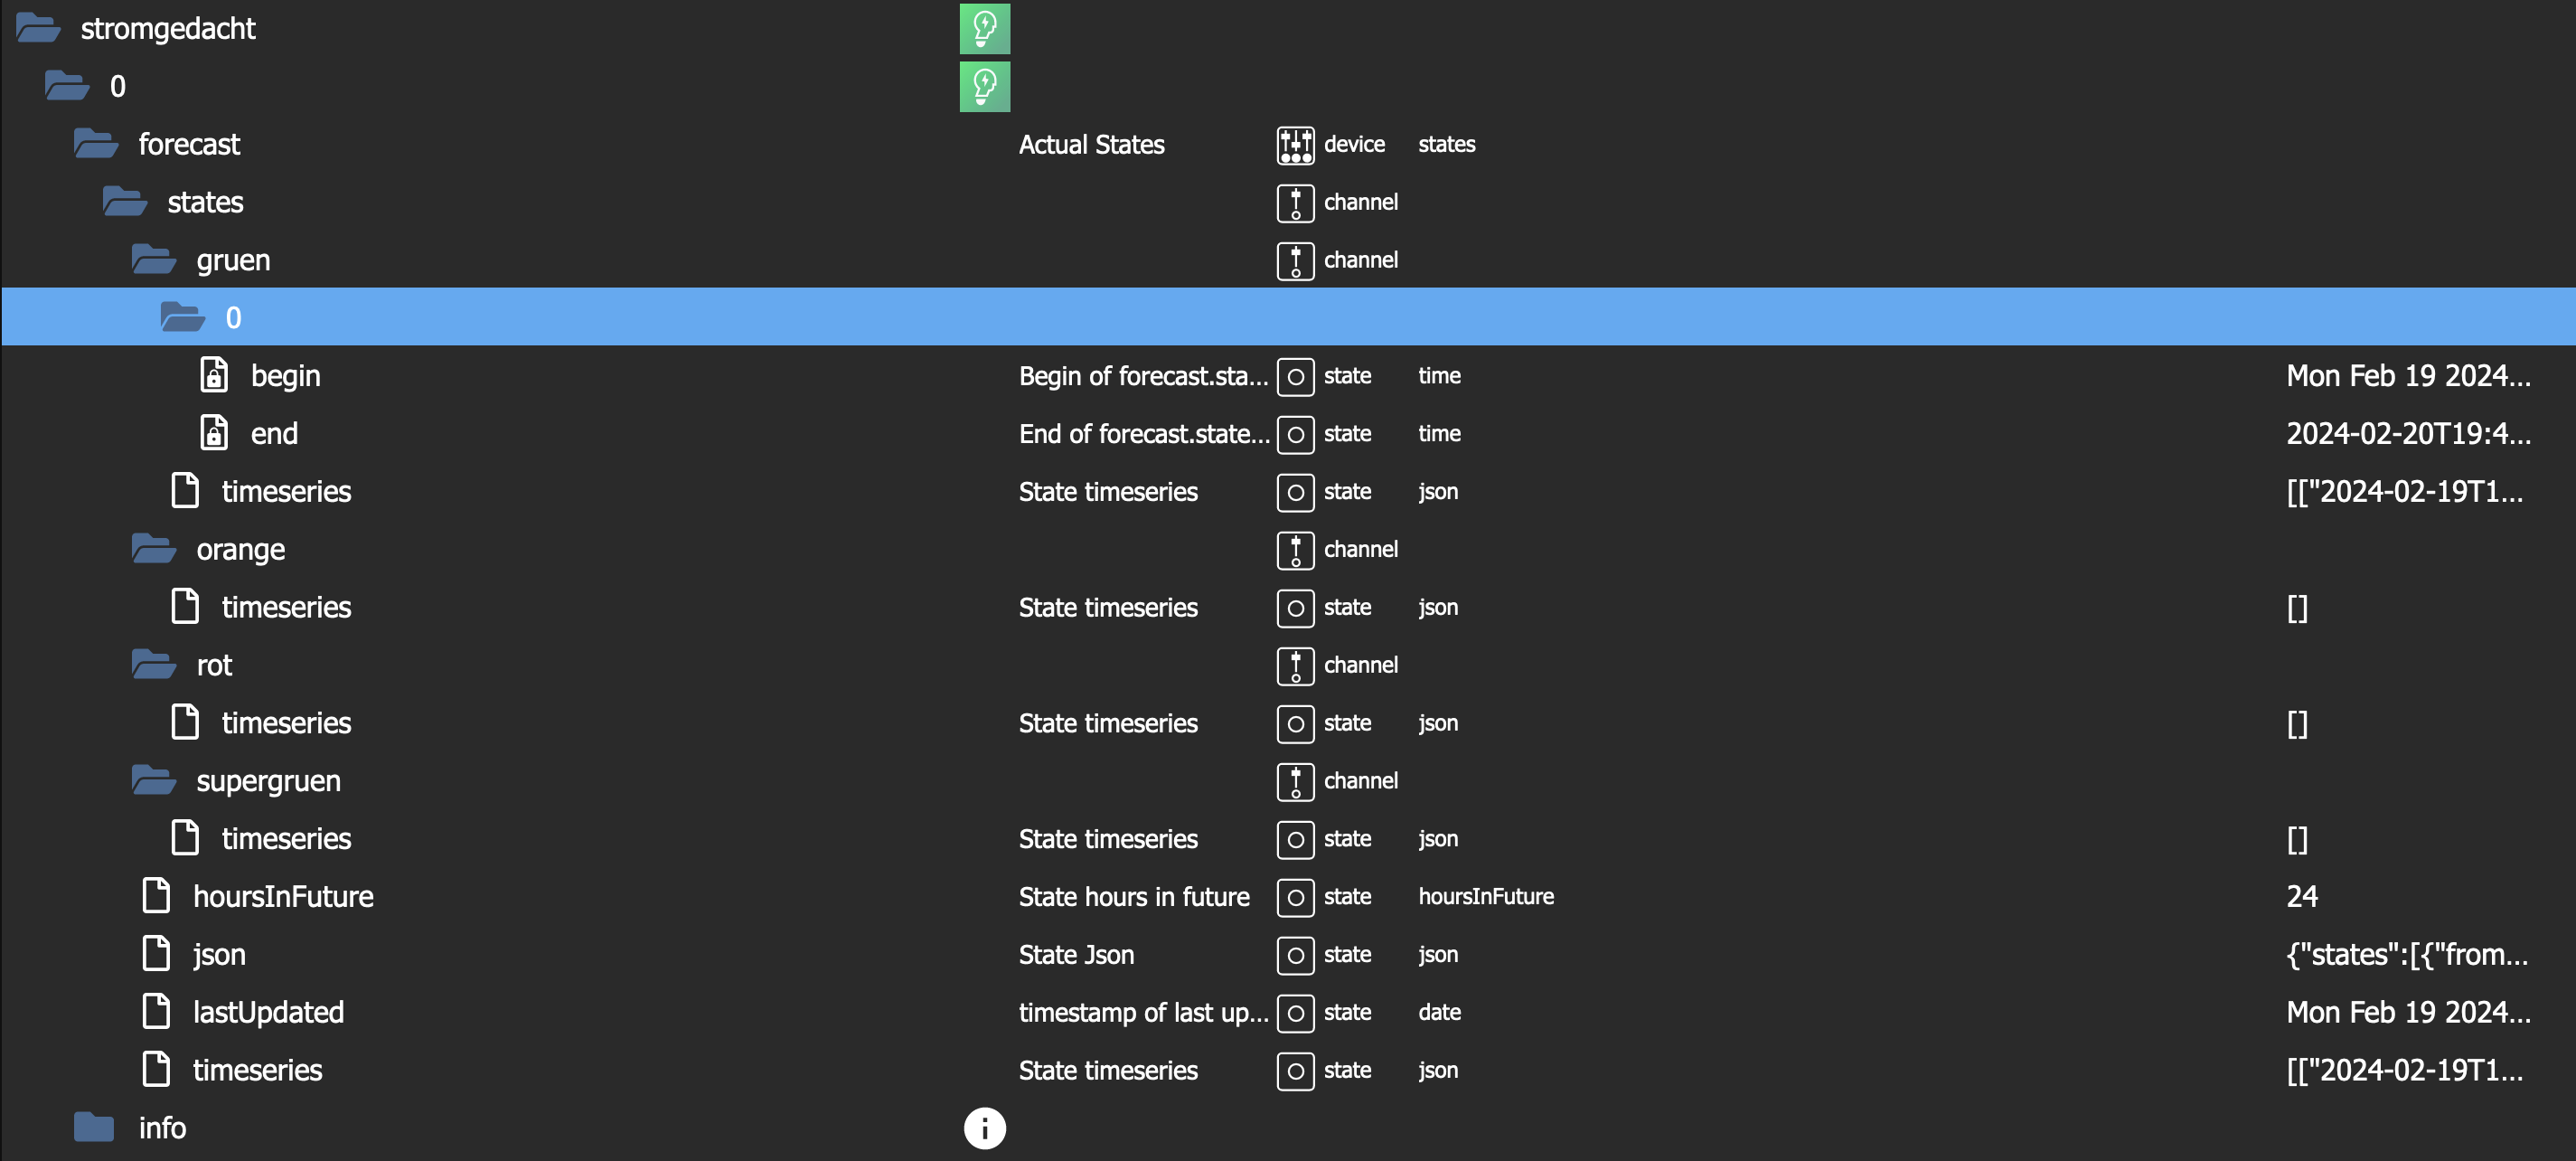 stromgedacht
0
forecast Actual States device states
states channel
gruen channel
0
begin Begin of forecast.sta... state time Mon Feb 19 2024...
end End of forecast.state... state time 2024-02-20T19:4...
timeseries State timeseries state json [["2024-02-19T1...
orange channel
timeseries State timeseries state json []
rot channel
timeseries State timeseries state json []
supergruen channel
timeseries State timeseries state json []
hoursInFuture State hours in future state hoursInFuture 24
json State Json state json {"states":[{"from...
lastUpdated timestamp of last up... state date Mon Feb 19 2024...
timeseries State timeseries state json [["2024-02-19T1...
info